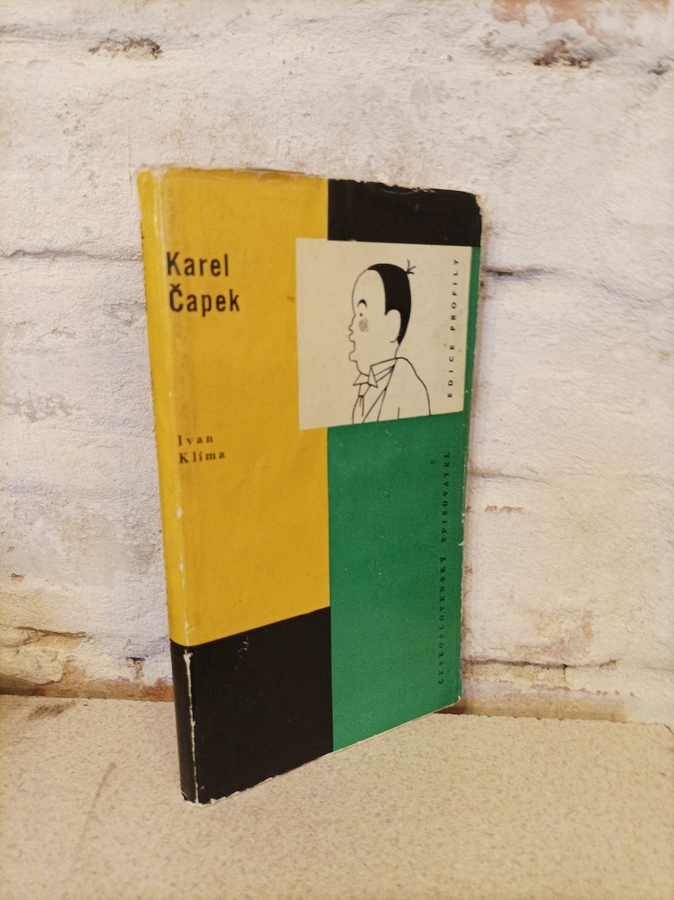 Karel
Čapek
Ivan
Klíma
EDICE PROFILY
ČESKOSLOVENSKÝ SPISOVATEL